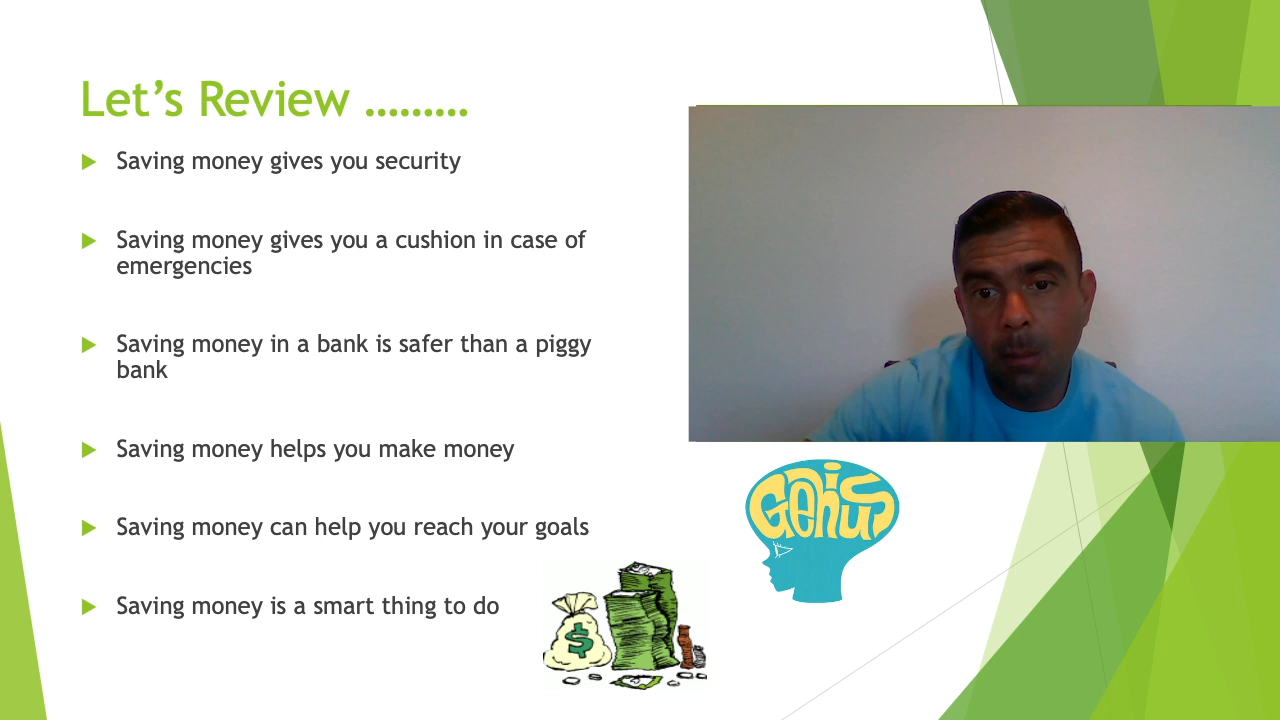 Let’s Review ………
Saving money gives you security
Saving money gives you a cushion in case of
emergencies
Saving money in a bank is safer than a piggy
bank
Saving money helps you make money
Saving money can help you reach your goals
Saving money is a smart thing to do
Genius
$